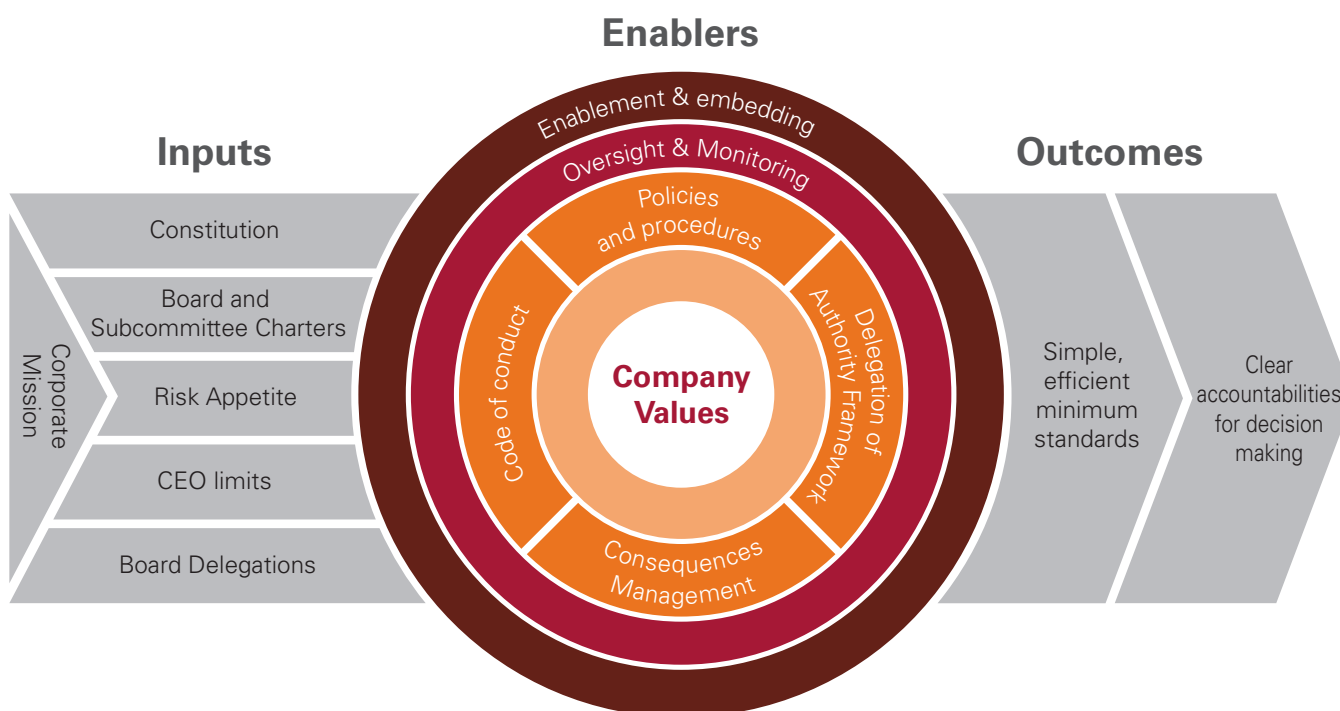 Enablers
Inputs
Outcomes
Corporate
Mission
Constitution
Board and
Subcommittee Charters
Risk Appetite
CEO limits
Board Delegations
Enablement & embedding
Oversight & Monitoring
Policies
and procedures
Code of conduct
Delegation of
Authority Framework
Consequences
Management
Company
Values
Simple,
efficient
minimum
standards
Clear
accountabilities
for decision
making